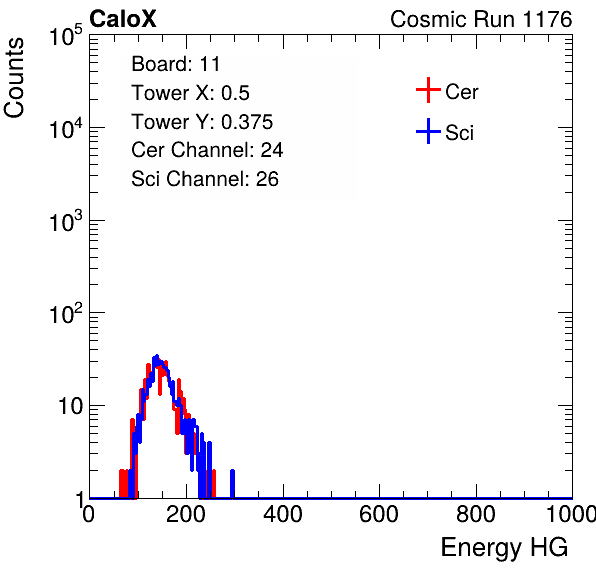 CaloX Cosmic Run 1176
Counts
Board: 11
Tower X: 0.5
Tower Y: 0.375
Cer Channel: 24
Sci Channel: 26
Cer
Sci
10^5
10^4
10^3
10^2
10
1
0 200 400 600 800 1000
Energy HG